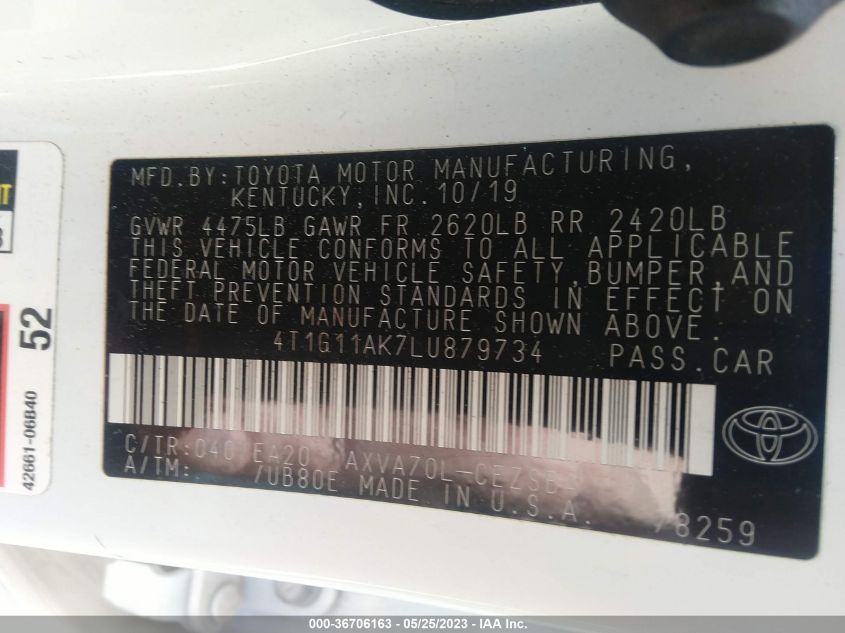 MFD.BY:TOYOTA MOTOR MANUFACTURING,
KENTUCKY,INC.10/19
GVWR 4475LB GAWR FR 2620LB RR 2420LB
THIS VEHICLE CONFORMS TO ALL APPLICABLE
FEDERAL MOTOR VEHICLE SAFETY,BUMPER,AND
THEFT PREVENTION STANDARDS IN EFFECT ON
THE DATE OF MANUFACTURE SHOWN ABOVE.
4T1G11AK7LU879734 PASS.CAR
C/TR:040 EA20 AXVA70L-CEZSB
A/TM: UB80E MADE IN U.S.A. 78259
52
42661-06B40
000-36706163 - 05/25/2023 - IAA Inc.